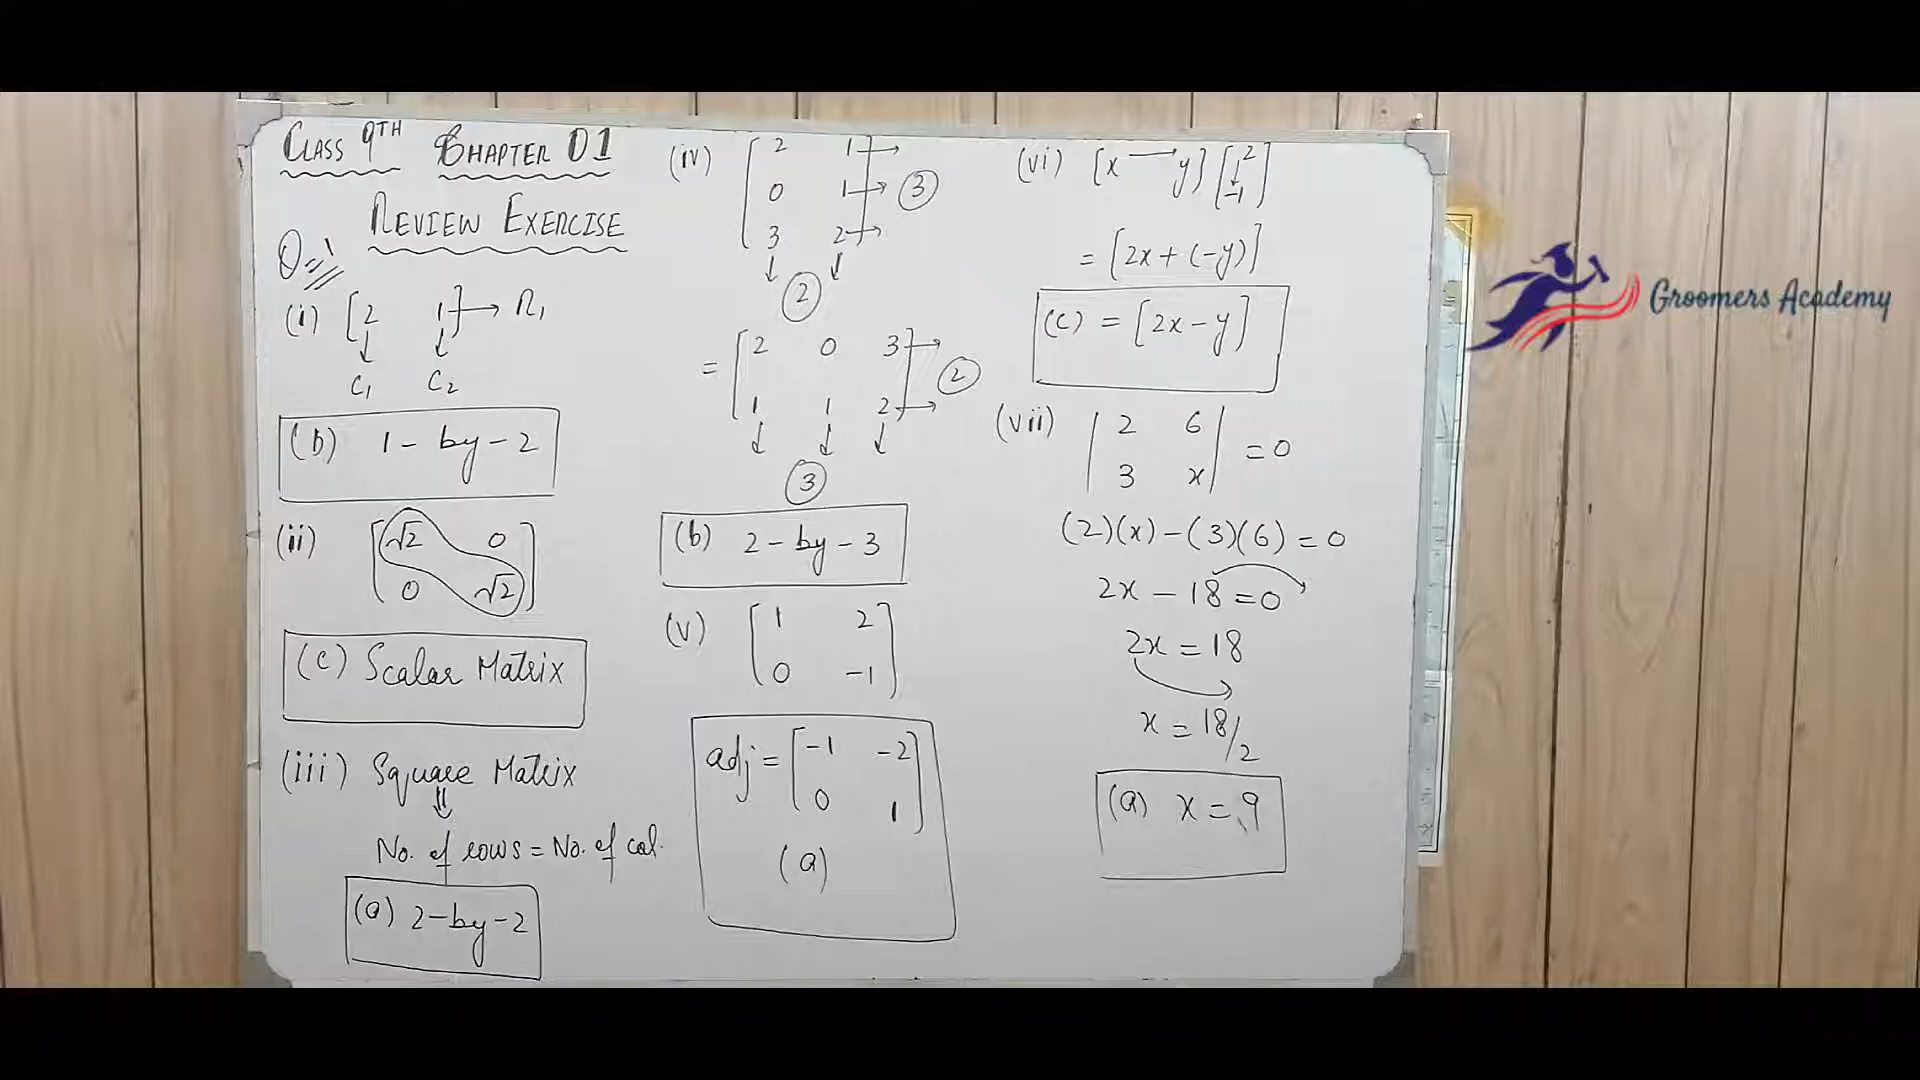 CLASS 9TH CHAPTER 01
REVIEW EXERCISE
Q=1
(i) [2 1] → R1
C1 C2
(b) 1-by-2
(ii) [√2 0
0 √2]
(c) Scalar Matrix
(iii) Square Matrix
No. of rows = No. of col.
(a) 2-by-2
(iv) [2 1
0 1 → 3
3 2]
2
= [2 0 3
1 1 2] → 2
3
(b) 2-by-3
(v) [1 2
0 -1]
adj = [-1 -2
0 1]
(a)
(vi) [x → y] [2
-1]
= [2x + (-y)]
(c) = [2x - y]
(vii) |2 6
3 x| = 0
(2)(x) - (3)(6) = 0
2x - 18 = 0
2x = 18
x = 18/2
(a) x = 9
Groomers Academy